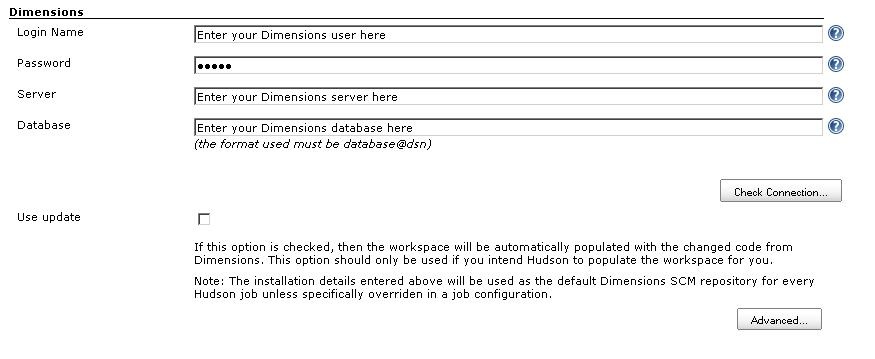 Dimensions
Login Name
Enter your Dimensions user here
Password
•••••
Server
Enter your Dimensions server here
Database
Enter your Dimensions database here
(the format used must be database@dsn)
Check Connection...
Use update
If this option is checked, then the workspace will be automatically populated with the changed code from
Dimensions. This option should only be used if you intend Hudson to populate the workspace for you.
Note: The installation details entered above will be used as the default Dimensions SCM repository for every
Hudson job unless specifically overriden in a job configuration.
Advanced...